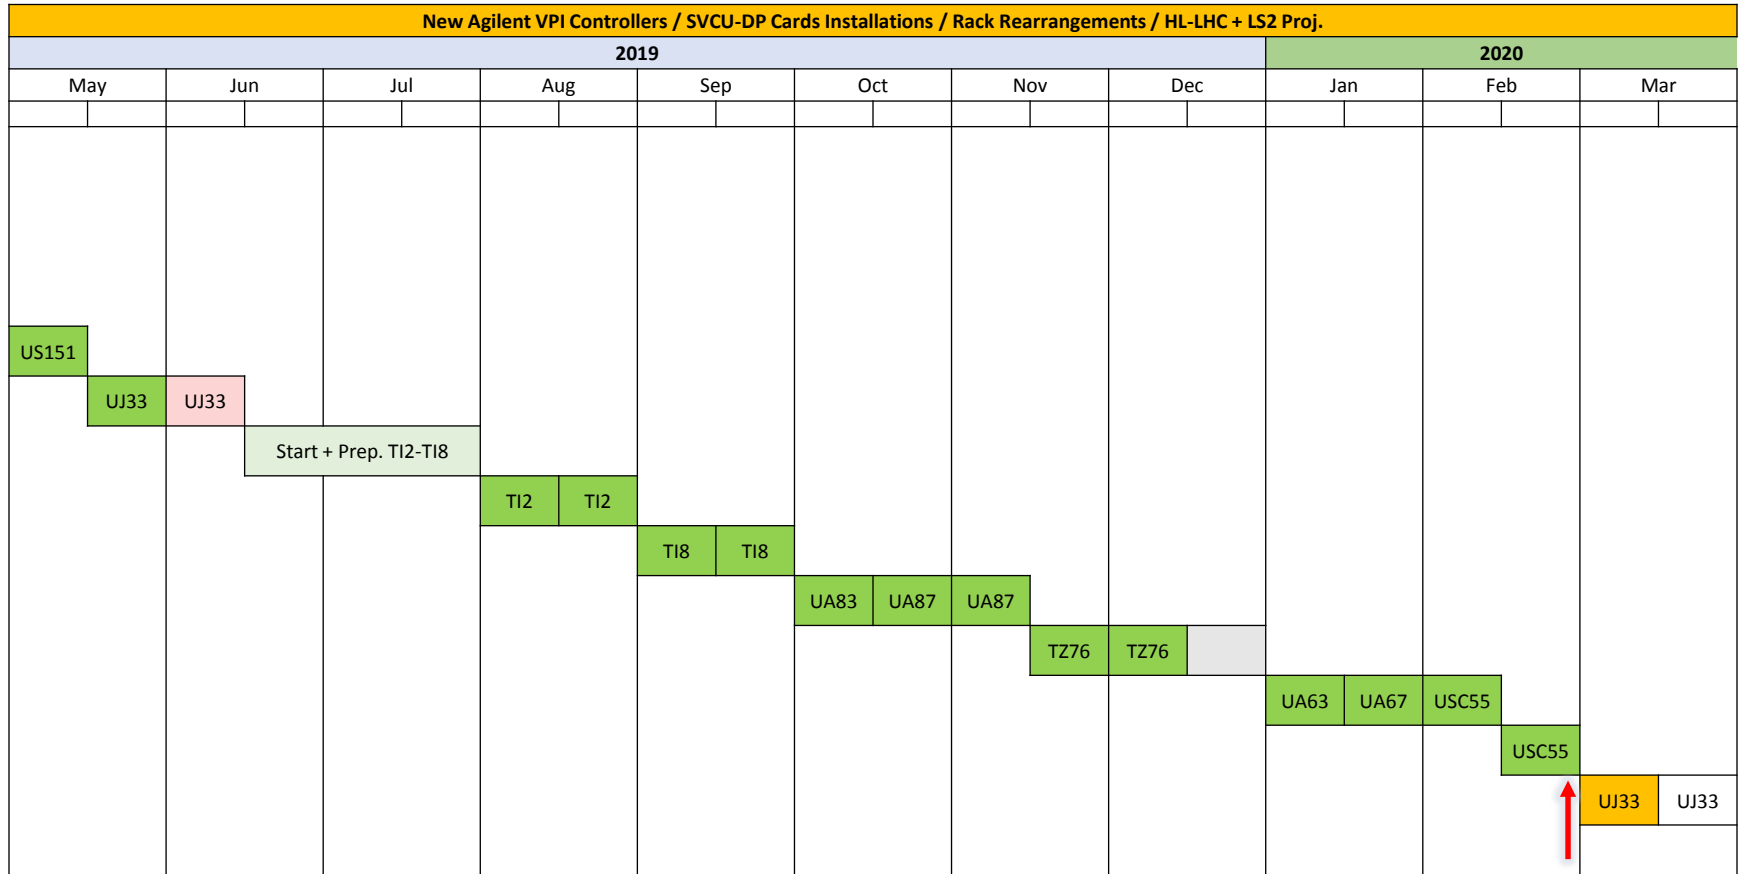 New Agilent VPI Controllers / SVCU-DP Cards Installations / Rack Rearrangements / HL-LHC + LS2 Proj.
2019 2020
May Jun Jul Aug Sep Oct Nov Dec Jan Feb Mar
US151
UJ33 UJ33
Start + Prep. TI2-TI8
TI2 TI2
TI8 TI8
UA83 UA87 UA87
TZ76 TZ76
UA63 UA67 USC55
USC55
UJ33 UJ33